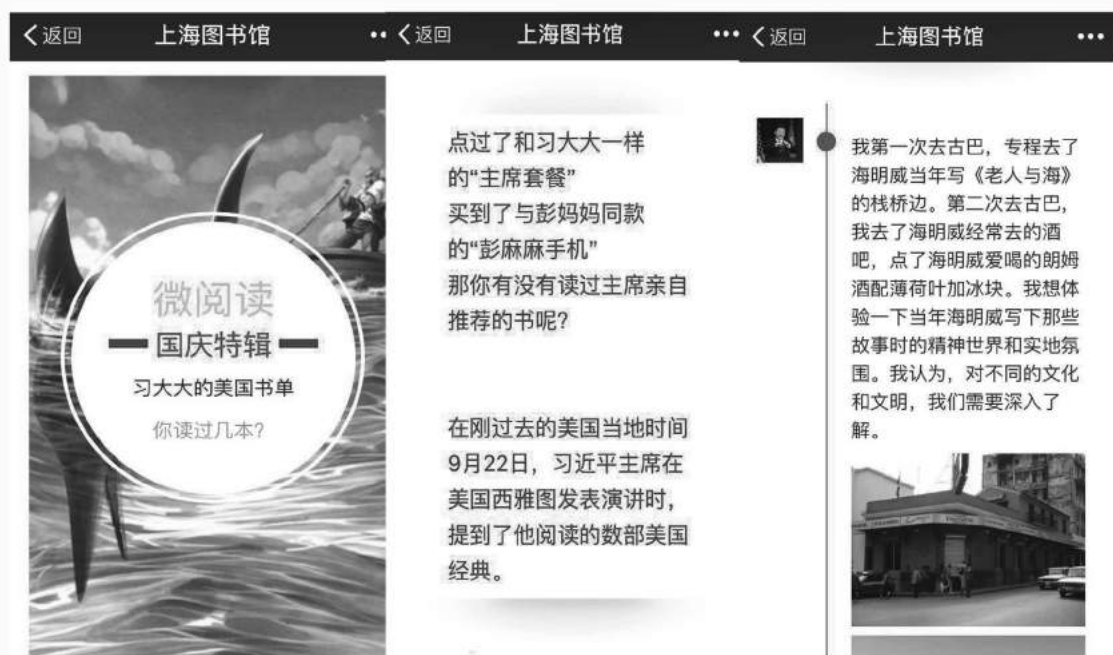 返回
上海图书馆
•••
微阅读
国庆特辑
习大大的美国书单
你读过几本?
返回
上海图书馆
•••
点过了和习大大一样
的“主席套餐”
买到了与彭妈妈同款
的“彭麻麻手机”
那你有没有读过主席亲自
推荐的书呢?
在刚过去的美国当地时间
9月22日，习近平主席在
美国西雅图发表演讲时，
提到了他阅读的数部美国
经典。
返回
上海图书馆
•••
我第一次去古巴，专程去了
海明威当年写《老人与海》
的栈桥边。第二次去古巴，
我去了海明威经常去的酒
吧，点了海明威爱喝的朗姆
酒配薄荷叶加冰块。我想体
验一下当年海明威写下那些
故事时的精神世界和实地氛
围。我认为，对不同的文化
和文明，我们需要深入了
解。